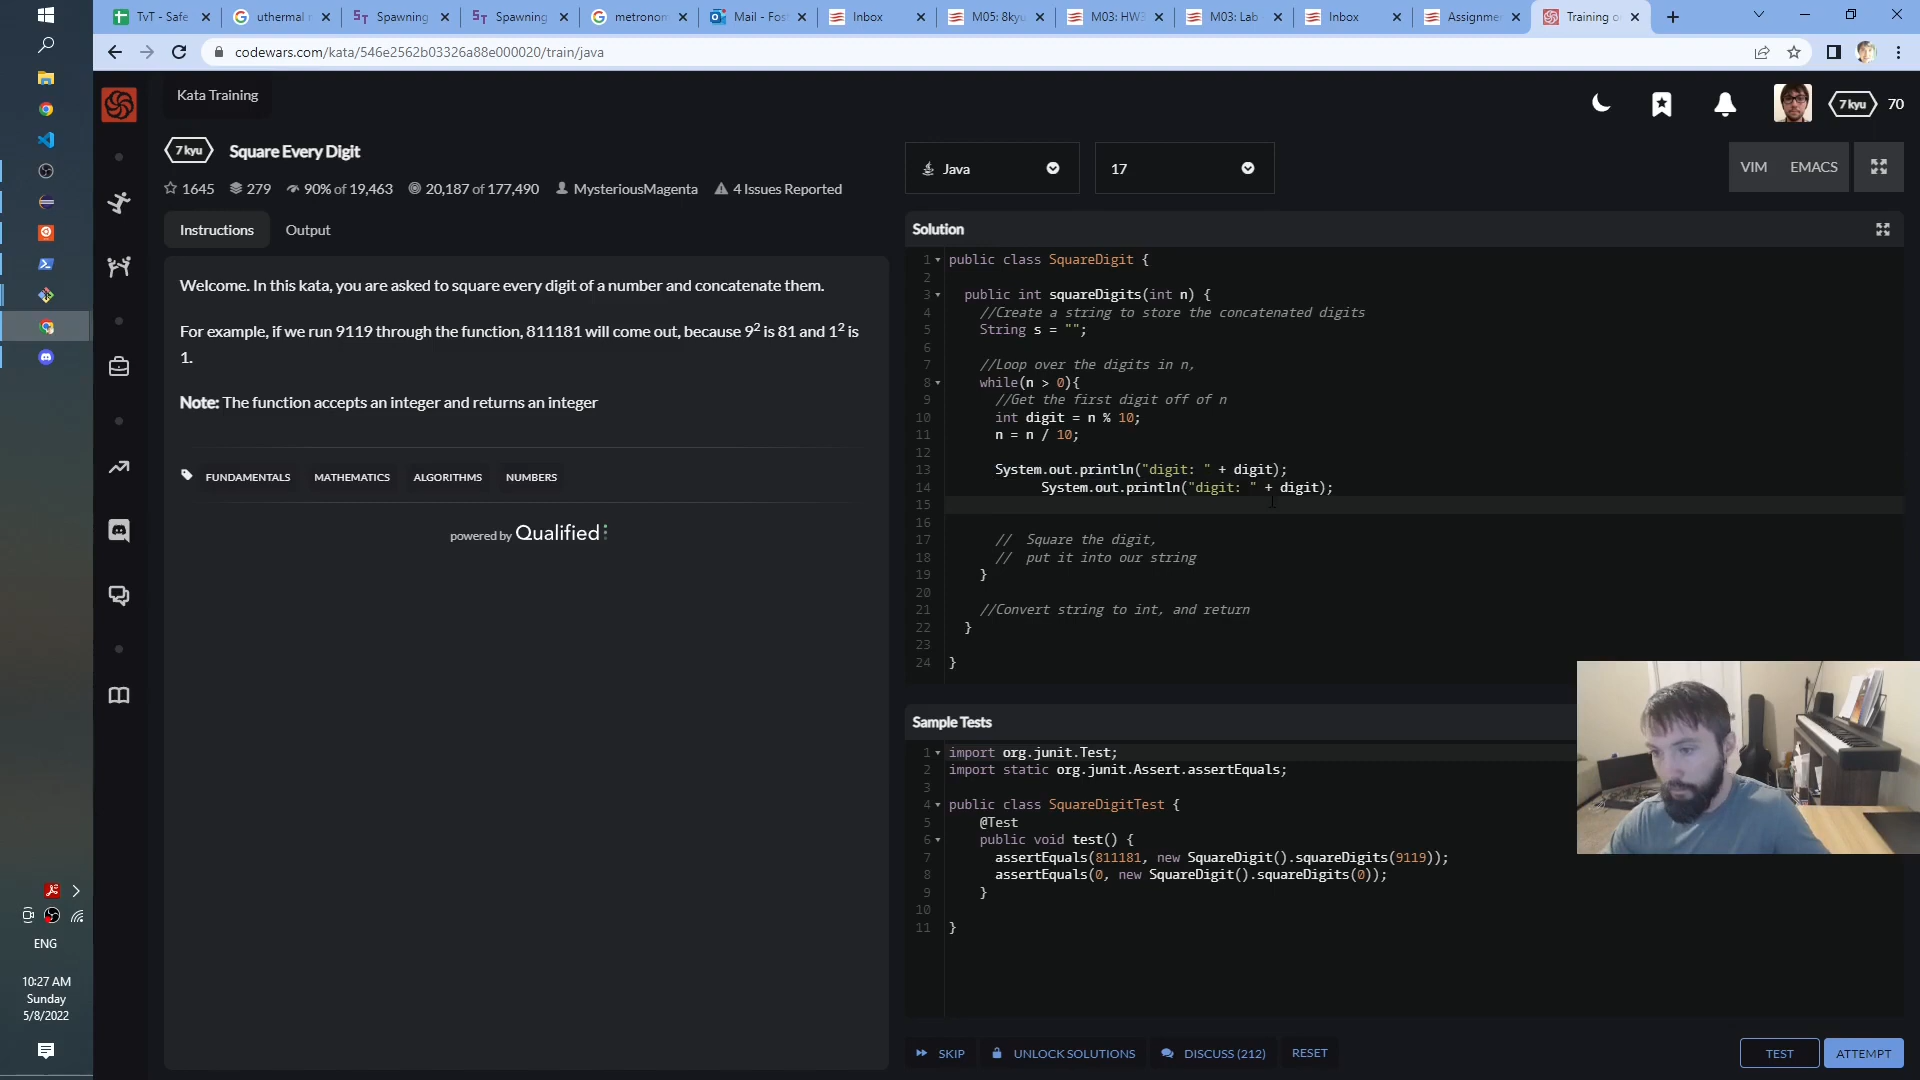 TvT - Safe
uthermal r
Spawning
Spawning
metronom
Mail - Fost
Inbox
M05: 8kyu
M03: HW3
M03: Lab
Inbox
Assignme
Training o
codewars.com/kata/546e2562b03326a88e000020/train/java
Kata Training
7 kyu 70
7 kyu Square Every Digit
1645 279 90% of 19,463 20,187 of 177,490 MysteriousMagenta 4 Issues Reported
Java
17
VIM EMACS
Instructions Output
Welcome. In this kata, you are asked to square every digit of a number and concatenate them.
For example, if we run 9119 through the function, 811181 will come out, because 9² is 81 and 1² is
1.
Note: The function accepts an integer and returns an integer
FUNDAMENTALS MATHEMATICS ALGORITHMS NUMBERS
powered by Qualified
Solution
1 public class SquareDigit {
2
3 public int squareDigits(int n) {
4 //Create a string to store the concatenated digits
5 String s = "";
6
7 //Loop over the digits in n,
8 while(n > 0){
9 //Get the first digit off of n
10 int digit = n % 10;
11 n = n / 10;
12
13 System.out.println("digit: " + digit);
14 System.out.println("digit: " + digit);
15
16
17 // Square the digit,
18 // put it into our string
19 }
20
21 //Convert string to int, and return
22 }
23
24 }
Sample Tests
1 import org.junit.Test;
2 import static org.junit.Assert.assertEquals;
3
4 public class SquareDigitTest {
5 @Test
6 public void test() {
7 assertEquals(811181, new SquareDigit().squareDigits(9119));
8 assertEquals(0, new SquareDigit().squareDigits(0));
9 }
10
11 }
SKIP UNLOCK SOLUTIONS DISCUSS (212) RESET
TEST ATTEMPT
ENG
10:27 AM
Sunday
5/8/2022